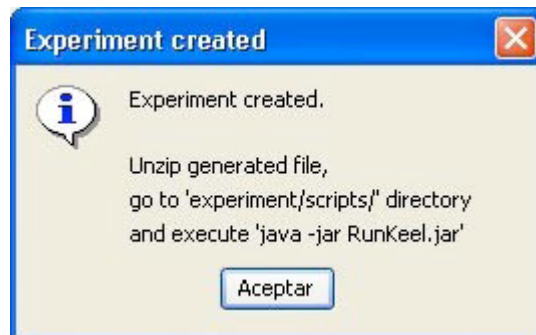 Experiment created
Experiment created.
Unzip generated file,
go to 'experiment/scripts/' directory
and execute 'java -jar RunKeel.jar'
Aceptar